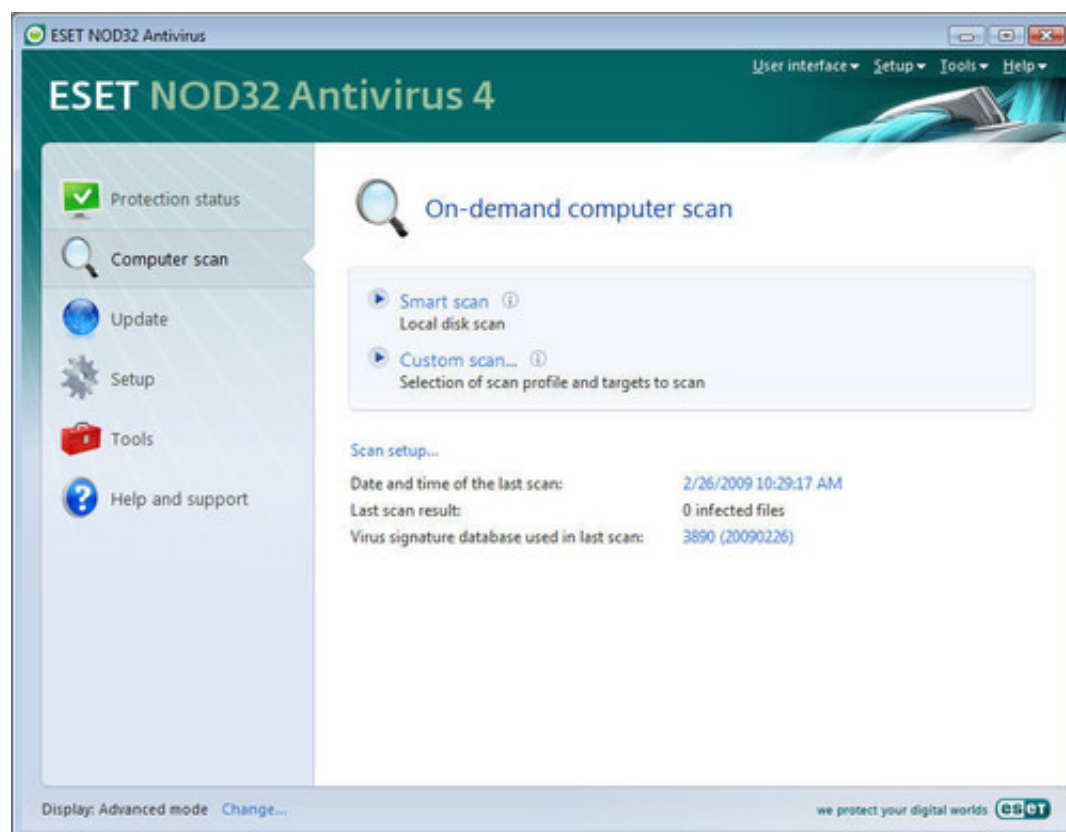 ESET NOD32 Antivirus
User interface Setup Tools Help
ESET NOD32 Antivirus 4
Protection status
Computer scan
Update
Setup
Tools
Help and support
On-demand computer scan
Smart scan
Local disk scan
Custom scan...
Selection of scan profile and targets to scan
Scan setup...
Date and time of the last scan: 2/26/2009 10:29:17 AM
Last scan result: 0 infected files
Virus signature database used in last scan: 3890 (20090226)
Display: Advanced mode Change...
we protect your digital worlds eset